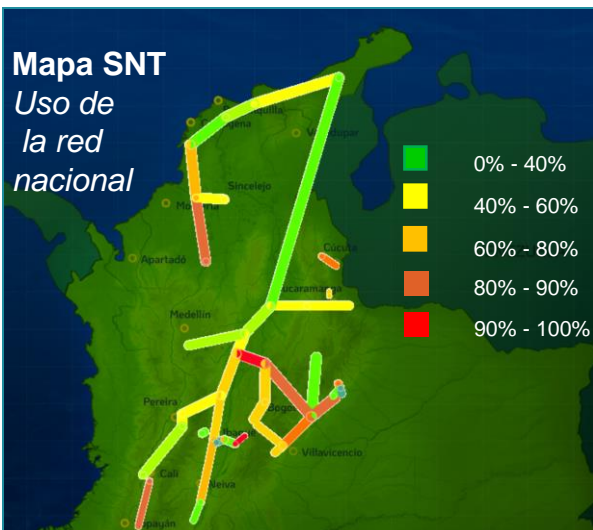 Mapa SNT
Uso de
la red
nacional
0% - 40%
40% - 60%
60% - 80%
80% - 90%
90% - 100%
Sincelejo
Apartadó
Cúcuta
Medellín
Pereira
Cali
Neiva
Villavicencio